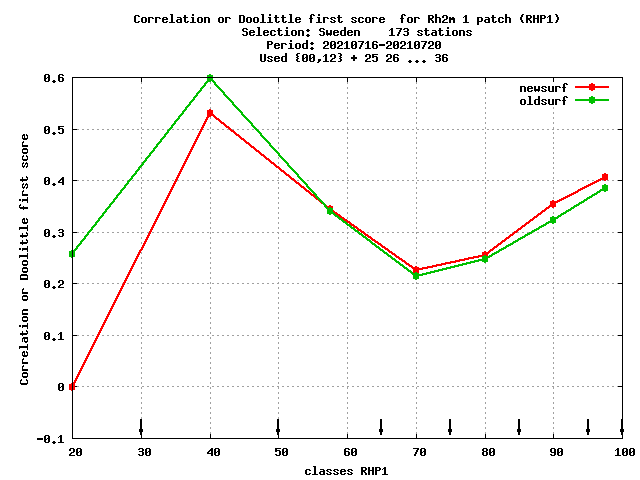 Correlation or Doolittle first score  for Rh2m 1 patch (RHP1)
Selection: Sweden    173 stations
Period: 20210716-20210720
Used {00,12} + 25 26 ... 36
newsurf
oldsurf
0.6
0.5
0.4
0.3
0.2
0.1
0
-0.1
Correlation or Doolittle first score
20 30 40 50 60 70 80 90 100
classes RHP1